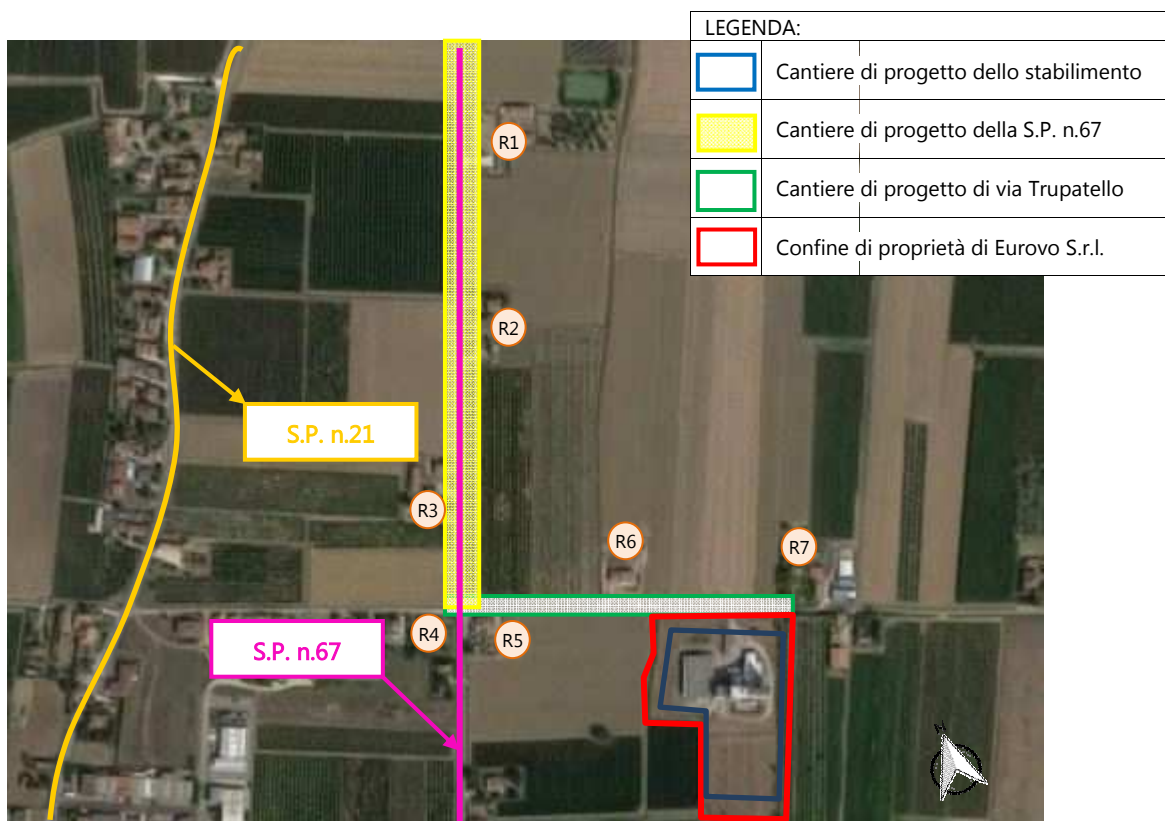 LEGENDA:
Cantiere di progetto dello stabilimento
Cantiere di progetto della S.P. n.67
Cantiere di progetto di via Trupatello
Confine di proprietà di Eurovo S.r.l.
R1
R2
S.P. n.21
R3
R6
R7
R4
R5
S.P. n.67
N